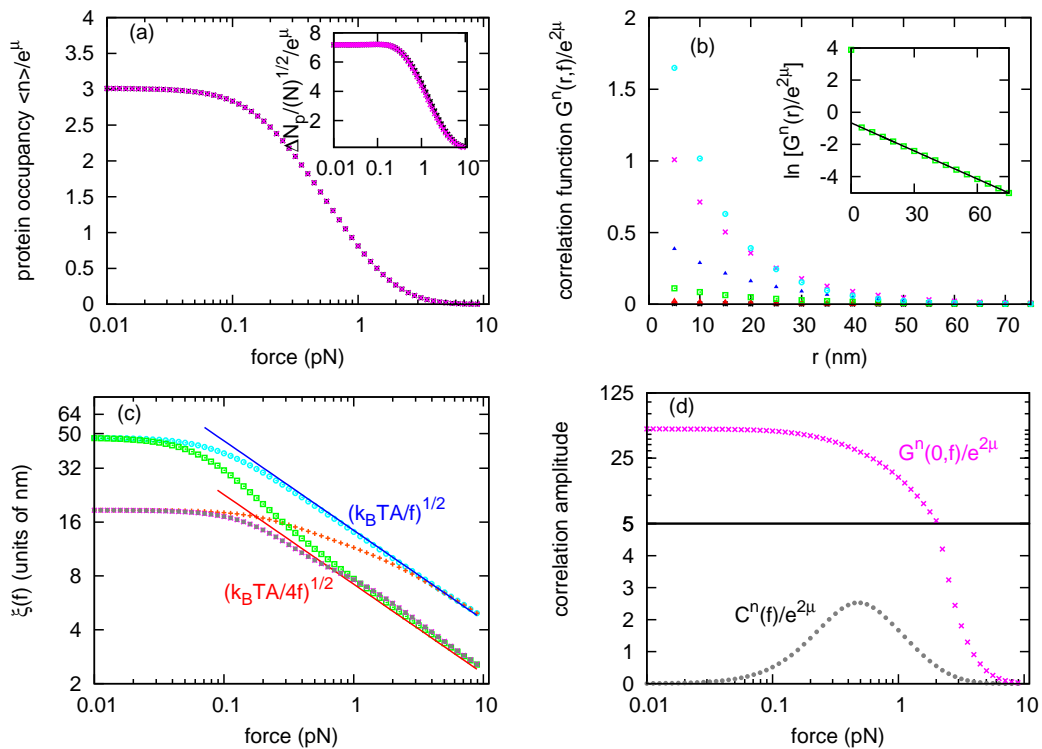 (a)
protein occupancy <n>/e^μ
4
3.5
3
2.5
2
1.5
1
0.5
0
0.01 0.1 1 10
force (pN)
ΔN_p/⟨N⟩^1/2/e^μ
8
6
4
2
0.01 0.10 1 10
(b)
correlation function G^n(r,f)/e^2μ
2
1.5
1
0.5
0
0 10 20 30 40 50 60 70
r (nm)
ln [G^n(r)/e^2μ]
4
2
0
-2
-4
0 30 60
(c)
ξ(f) (units of nm)
64
50
32
16
8
4
2
0.01 0.1 1 10
force (pN)
(k_BTA/f)^1/2
(k_BTA/4f)^1/2
(d)
correlation amplitude
125
25
5
4
3
2
1
0
0.01 0.1 1 10
force (pN)
G^n(0,f)/e^2μ
C^n(f)/e^2μ